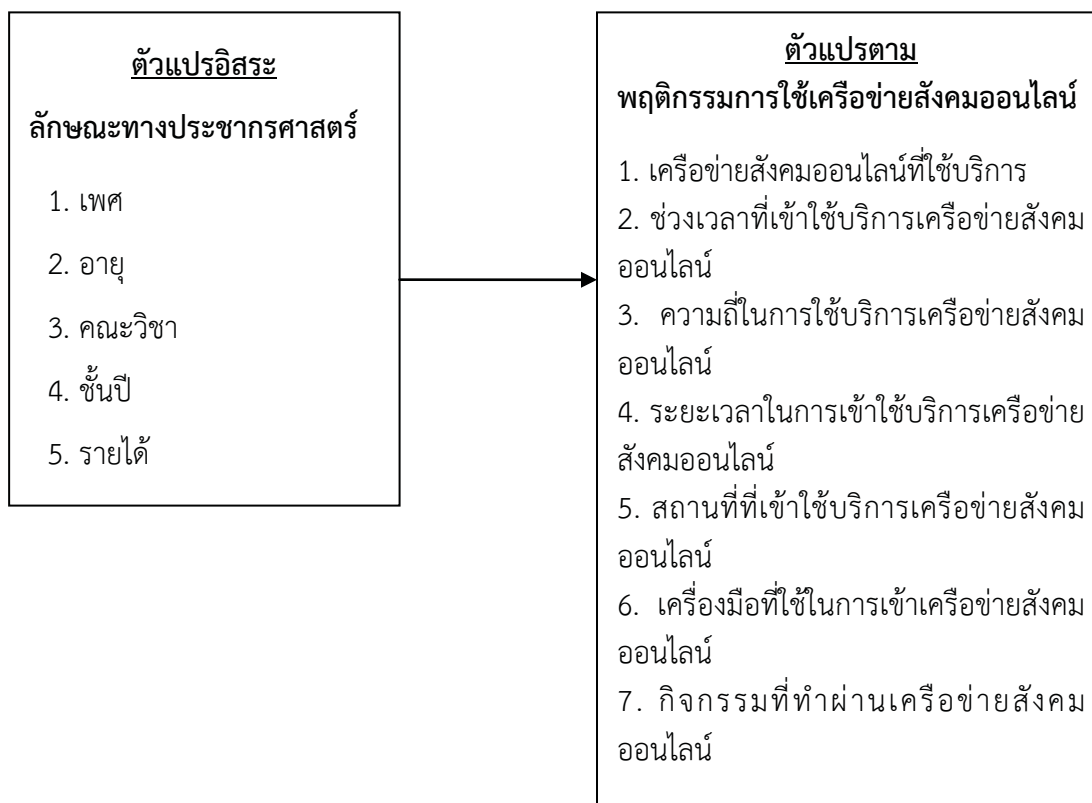 ตัวแปรอิสระ
ลักษณะทางประชากรศาสตร์
1. เพศ
2. อายุ
3. คณะวิชา
4. ชั้นปี
5. รายได้
ตัวแปรตาม
พฤติกรรมการใช้เครือข่ายสังคมออนไลน์
1. เครือข่ายสังคมออนไลน์ที่ใช้บริการ
2. ช่วงเวลาที่เข้าใช้บริการเครือข่ายสังคม
ออนไลน์
3. ความถี่ในการใช้บริการเครือข่ายสังคม
ออนไลน์
4. ระยะเวลาในการเข้าใช้บริการเครือข่าย
สังคมออนไลน์
5. สถานที่ที่เข้าใช้บริการเครือข่ายสังคม
ออนไลน์
6. เครื่องมือที่ใช้ในการเข้าเครือข่ายสังคม
ออนไลน์
7. กิจกรรมที่ทำผ่านเครือข่ายสังคม
ออนไลน์